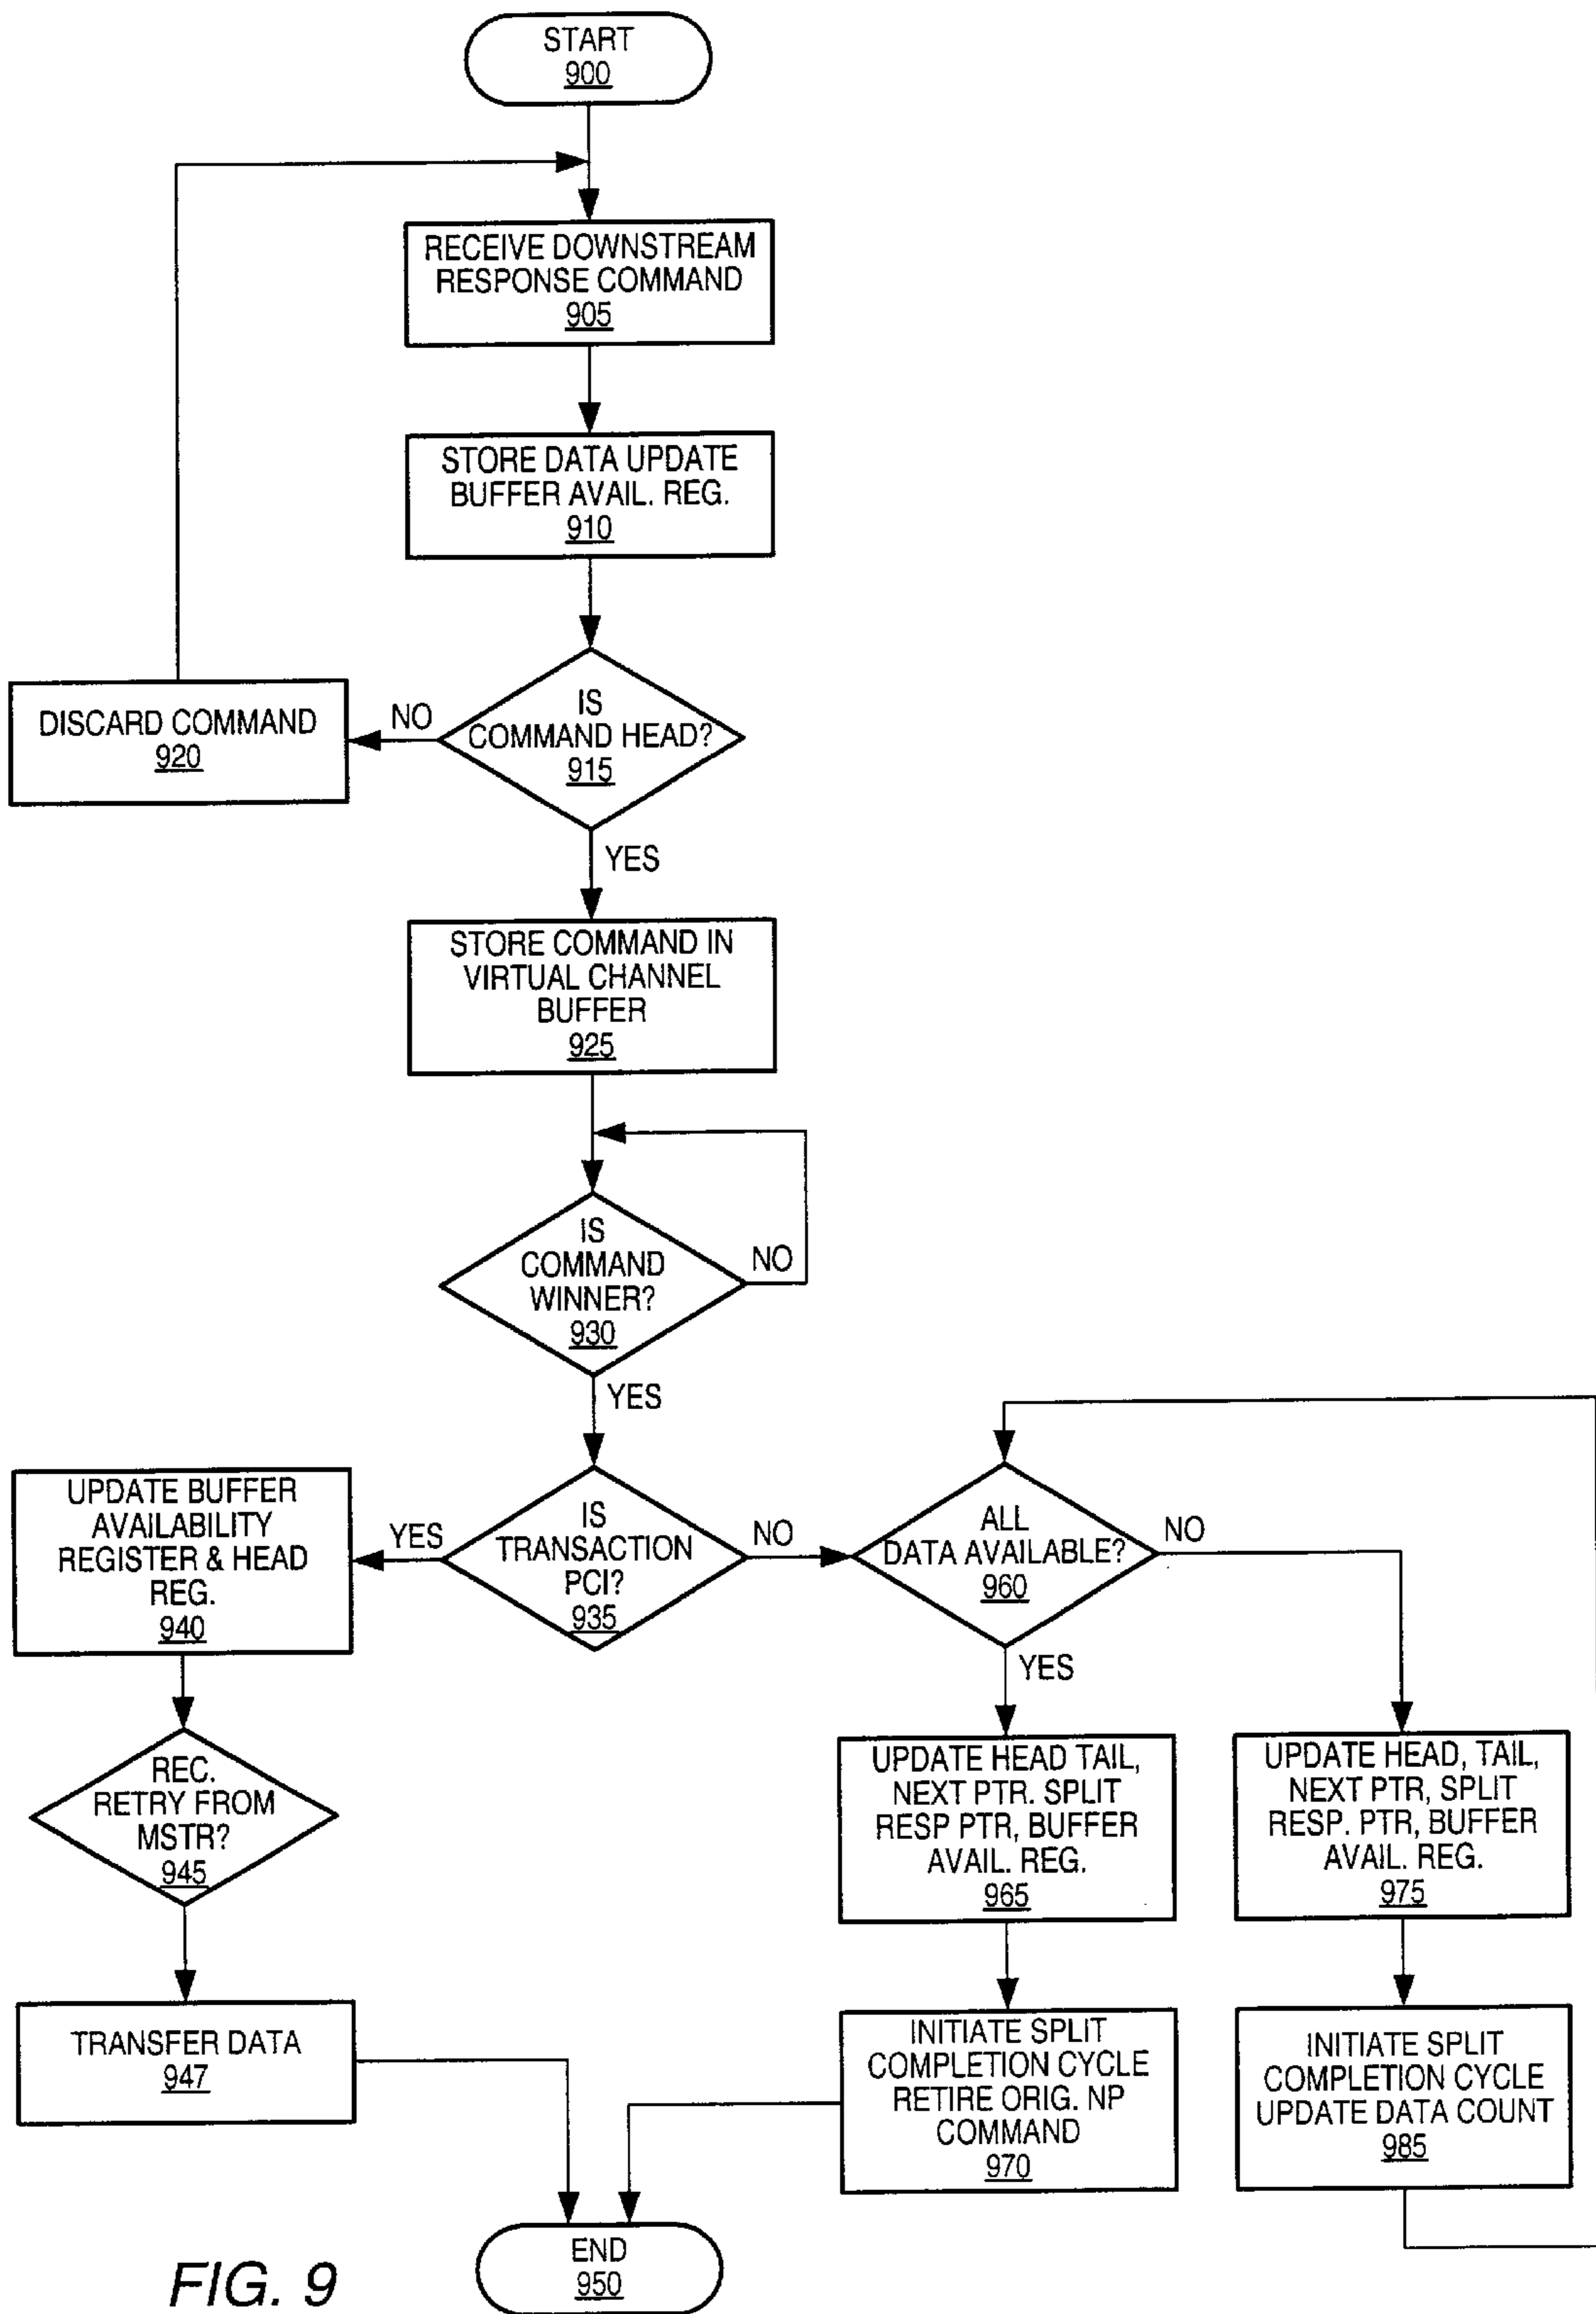 START
900
RECEIVE DOWNSTREAM
RESPONSE COMMAND
905
STORE DATA UPDATE
BUFFER AVAIL. REG.
910
IS
COMMAND HEAD?
915
NO
DISCARD COMMAND
920
YES
STORE COMMAND IN
VIRTUAL CHANNEL
BUFFER
925
IS
COMMAND
WINNER?
930
NO
YES
IS
TRANSACTION
PCI?
935
YES
NO
UPDATE BUFFER
AVAILABILITY
REGISTER & HEAD
REG.
940
ALL
DATA AVAILABLE?
960
NO
YES
REC.
RETRY FROM
MSTR?
945
UPDATE HEAD TAIL,
NEXT PTR. SPLIT
RESP PTR, BUFFER
AVAIL. REG.
965
UPDATE HEAD, TAIL,
NEXT PTR, SPLIT
RESP. PTR, BUFFER
AVAIL. REG.
975
TRANSFER DATA
947
INITIATE SPLIT
COMPLETION CYCLE
RETIRE ORIG. NP
COMMAND
970
INITIATE SPLIT
COMPLETION CYCLE
UPDATE DATA COUNT
985
END
950
FIG. 9